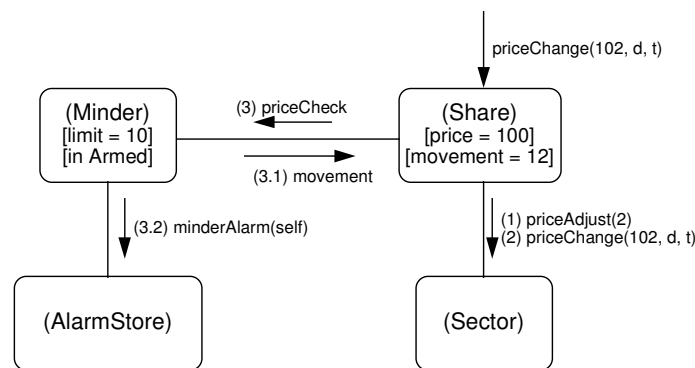 priceChange(102, d, t)
(Minder)
[limit = 10]
[in Armed]
(3) priceCheck
(3.1) movement
(Share)
[price = 100]
[movement = 12]
(3.2) minderAlarm(self)
(1) priceAdjust(2)
(2) priceChange(102, d, t)
(AlarmStore)
(Sector)